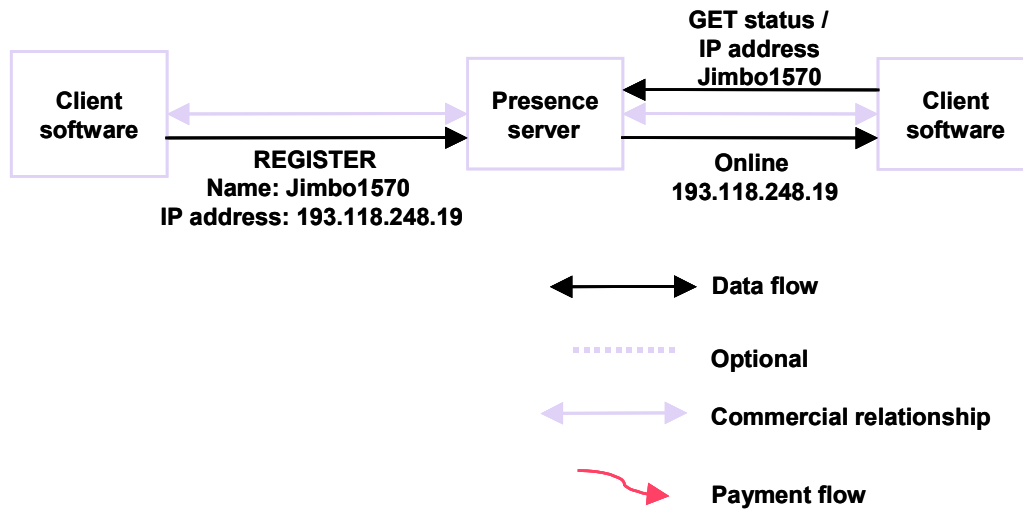 GET status /
IP address
Jimbo1570
Client
software
Presence
server
Client
software
REGISTER
Name: Jimbo1570
IP address: 193.118.248.19
Online
193.118.248.19
Data flow
Optional
Commercial relationship
Payment flow